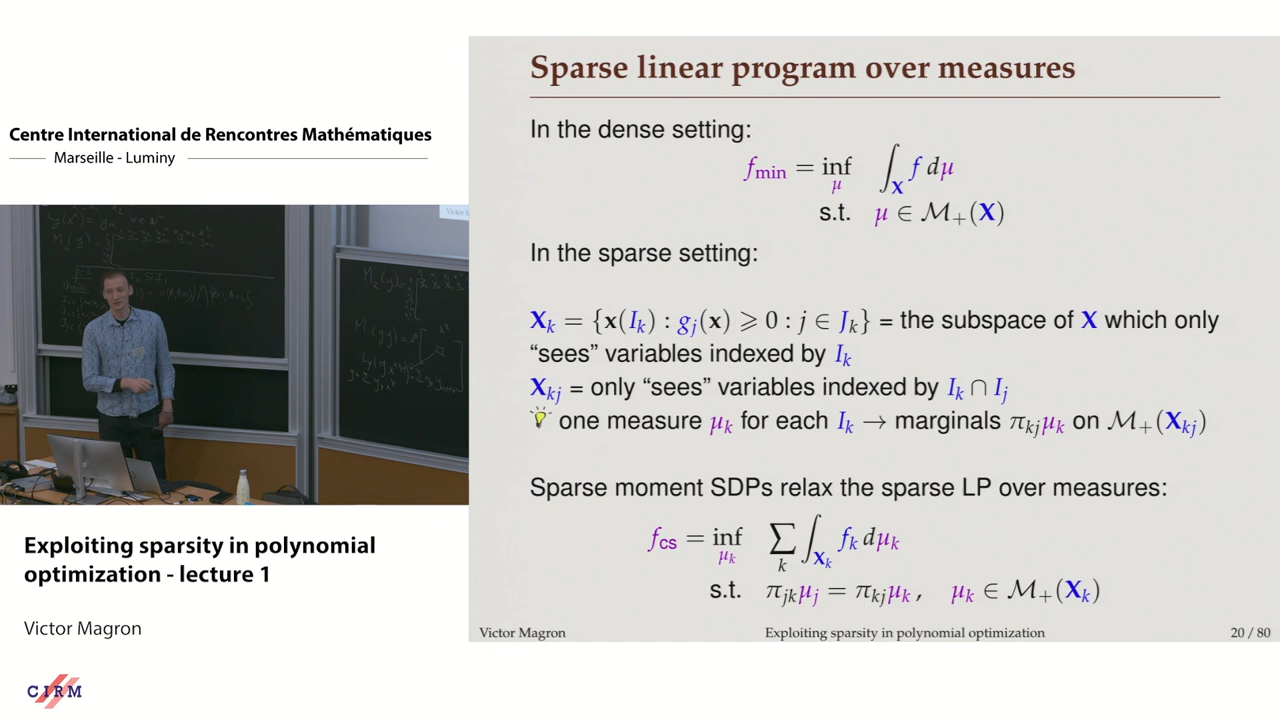 Centre International de Rencontres Mathématiques
Marseille - Luminy
Exploiting sparsity in polynomial
optimization - lecture 1
Victor Magron
CIRM
Sparse linear program over measures
In the dense setting:
f_min = inf_μ ∫_X f dμ
s.t. μ ∈ M_+(X)
In the sparse setting:
X_k = {x(I_k) : g_j(x) ⩾ 0 : j ∈ J_k} = the subspace of X which only
“sees” variables indexed by I_k
X_kj = only “sees” variables indexed by I_k ∩ I_j
one measure μ_k for each I_k → marginals π_kj μ_k on M_+(X_kj)
Sparse moment SDPs relax the sparse LP over measures:
f_cs = inf_μ_k ∑_k ∫_X_k f_k dμ_k
s.t. π_jk μ_j = π_kj μ_k , μ_k ∈ M_+(X_k)
Victor Magron Exploiting sparsity in polynomial optimization 20 / 80